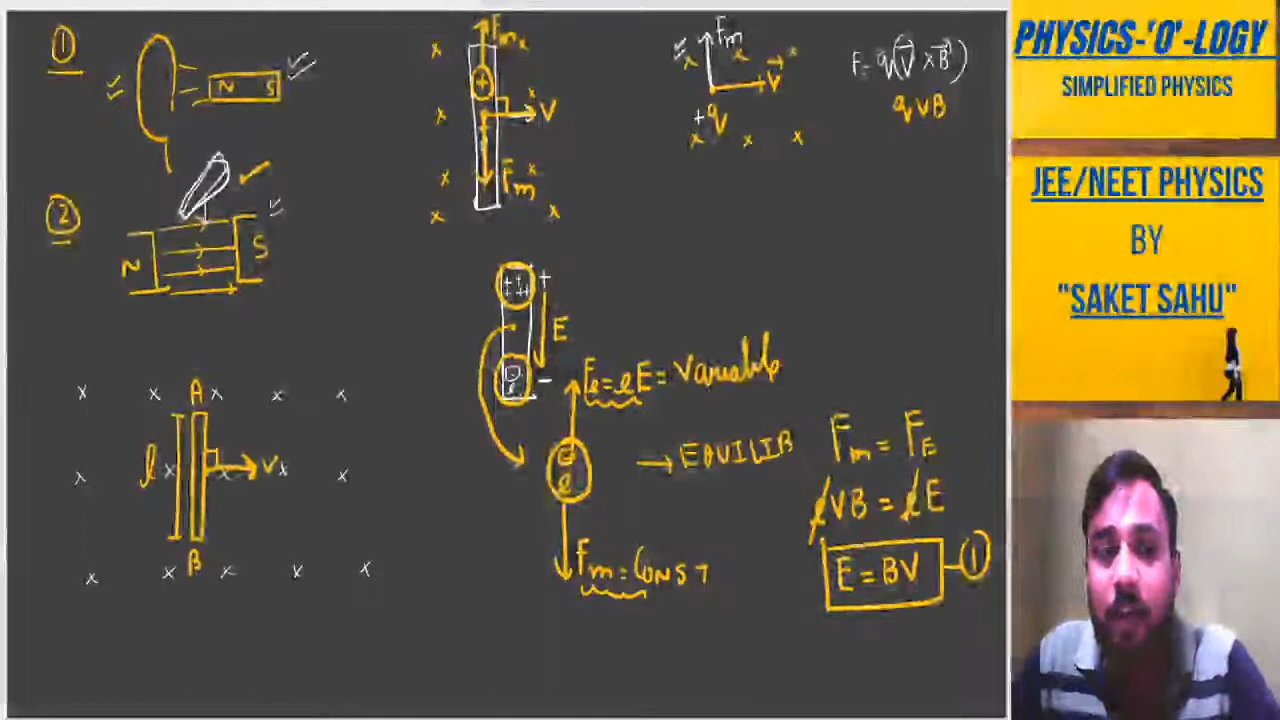 ①
N S
②
N S
A
l
V
B
Fm
+
V
Fm
Fm
V
+q
F = q(V × B)
qVB
+
E
-
Fe = eE = Variable
e
→ EQUILIB
Fm = CONST
Fm = FE
eVB = eE
E = BV — ①
PHYSICS-'O'-LOGY
SIMPLIFIED PHYSICS
JEE/NEET PHYSICS
BY
"SAKET SAHU"